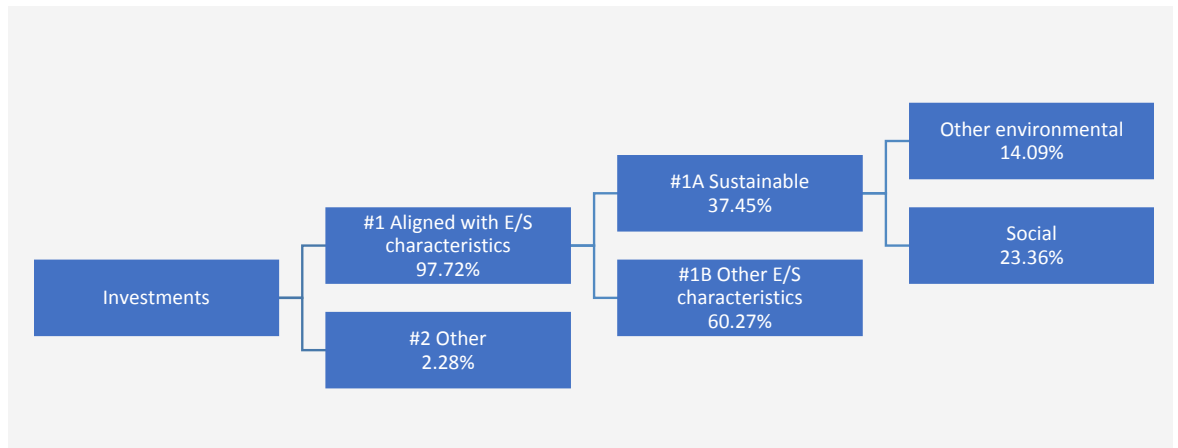 Investments
#1 Aligned with E/S
characteristics
97.72%
#2 Other
2.28%
#1A Sustainable
37.45%
#1B Other E/S
characteristics
60.27%
Other environmental
14.09%
Social
23.36%